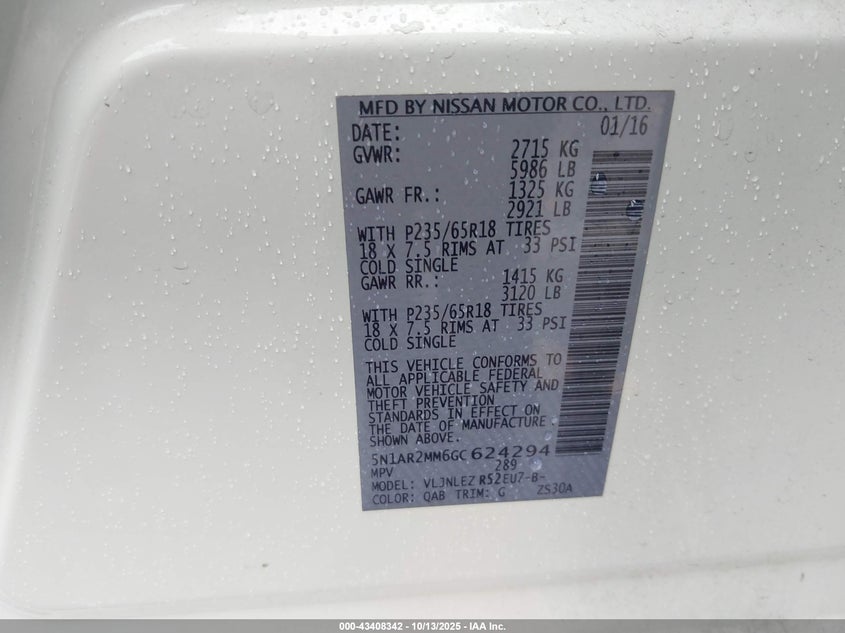 MFD BY NISSAN MOTOR CO., LTD.
DATE: 01/16
GVWR: 2715 KG
5986 LB
GAWR FR.: 1325 KG
2921 LB
WITH P235/65R18 TIRES
18 X 7.5 RIMS AT 33 PSI
COLD SINGLE
GAWR RR.: 1415 KG
3120 LB
WITH P235/65R18 TIRES
18 X 7.5 RIMS AT 33 PSI
COLD SINGLE
THIS VEHICLE CONFORMS TO
ALL APPLICABLE FEDERAL
MOTOR VEHICLE SAFETY AND
THEFT PREVENTION
STANDARDS IN EFFECT ON
THE DATE OF MANUFACTURE
SHOWN ABOVE.
5N1AR2MM6GC624294
MPV 289
MODEL: VLJNLEZ R52EU7-B-
COLOR: QAB TRIM: G ZS30A
000-43408342 | 10/13/2025 - IAA Inc.